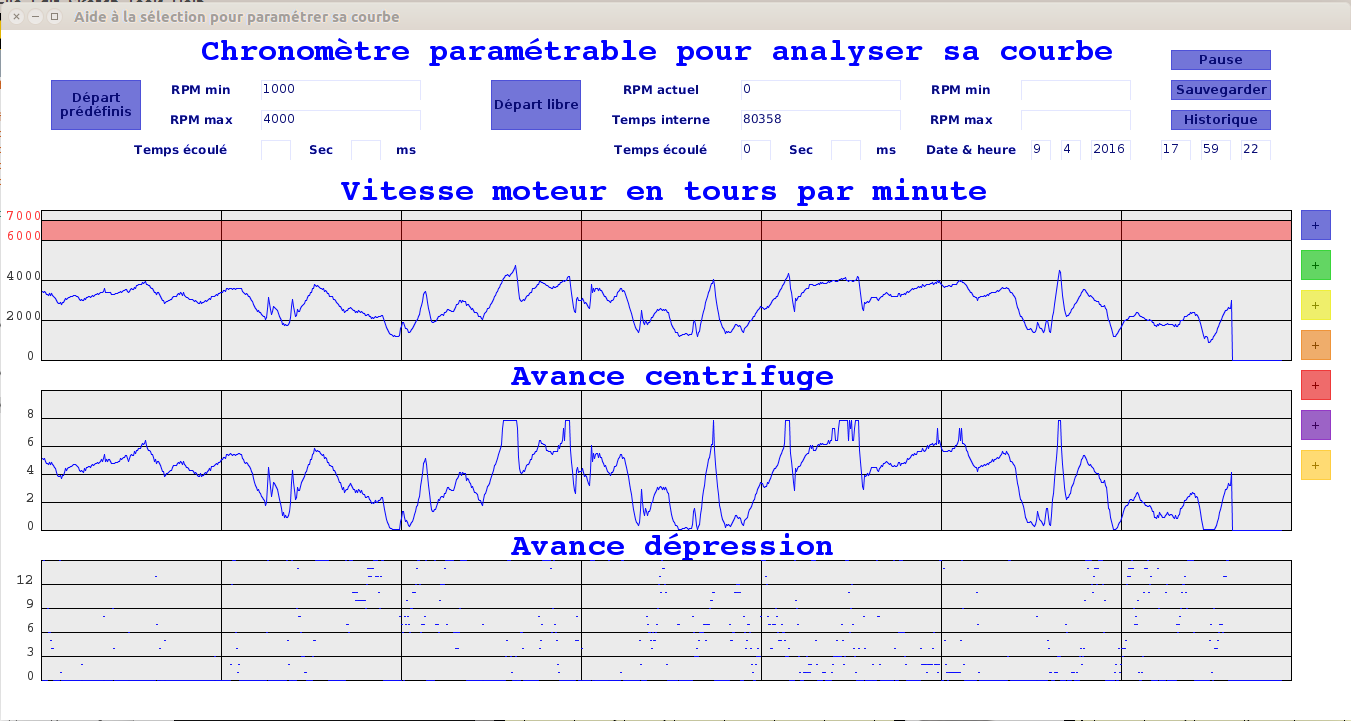 Aide à la sélection pour paramétrer sa courbe
Chronomètre paramétrable pour analyser sa courbe
Pause
Départ prédéfinis
RPM min 1000
Départ libre
RPM actuel 0
RPM min
Sauvegarder
RPM max 4000
Temps interne 80358
RPM max
Historique
Temps écoulé Sec ms
Temps écoulé 0 Sec ms
Date & heure 9 4 2016 17 59 22
Vitesse moteur en tours par minute
7000
6000
4000
2000
0
+
+
+
+
+
+
+
Avance centrifuge
8
6
4
2
0
Avance dépression
12
9
6
3
0